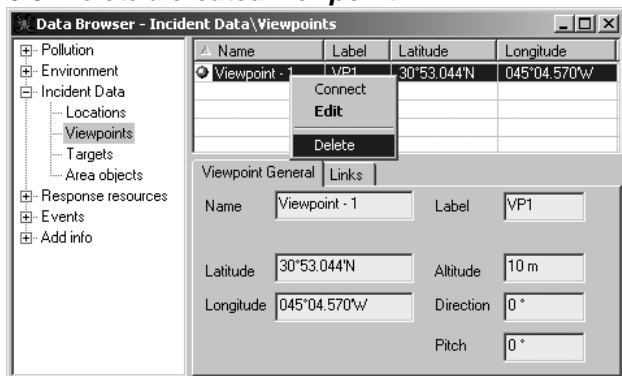 Data Browser - Incident Data\Viewpoints
Pollution
Environment
Incident Data
Locations
Viewpoints
Targets
Area objects
Response resources
Events
Add info
Name Label Latitude Longitude
Viewpoint - 1 VP1 30°53.044'N 045°04.570'W
Connect
Edit
Delete
Viewpoint General Links
Name Viewpoint - 1 Label VP1
Latitude 30°53.044'N Altitude 10 m
Longitude 045°04.570'W Direction 0 °
Pitch 0 °